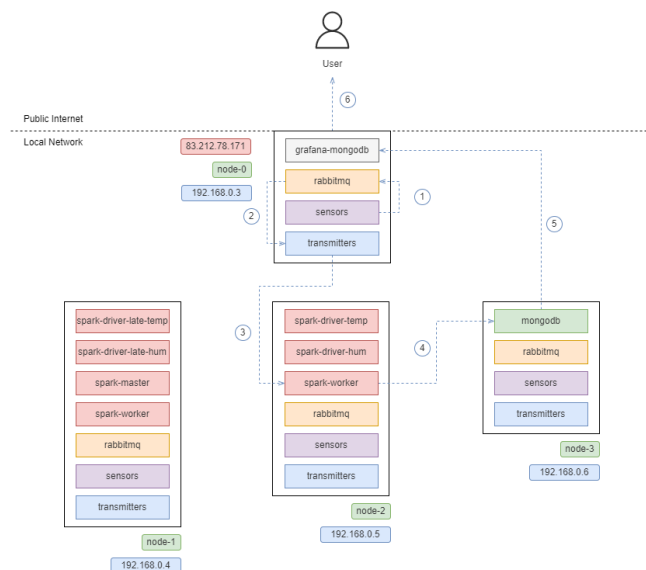 User
6
Public Internet
Local Network
83.212.78.171
node-0
192.168.0.3
grafana-mongodb
rabbitmq
sensors
transmitters
1
2
5
3
4
spark-driver-late-temp
spark-driver-late-hum
spark-master
spark-worker
rabbitmq
sensors
transmitters
node-1
192.168.0.4
spark-driver-temp
spark-driver-hum
spark-worker
rabbitmq
sensors
transmitters
node-2
192.168.0.5
mongodb
rabbitmq
sensors
transmitters
node-3
192.168.0.6